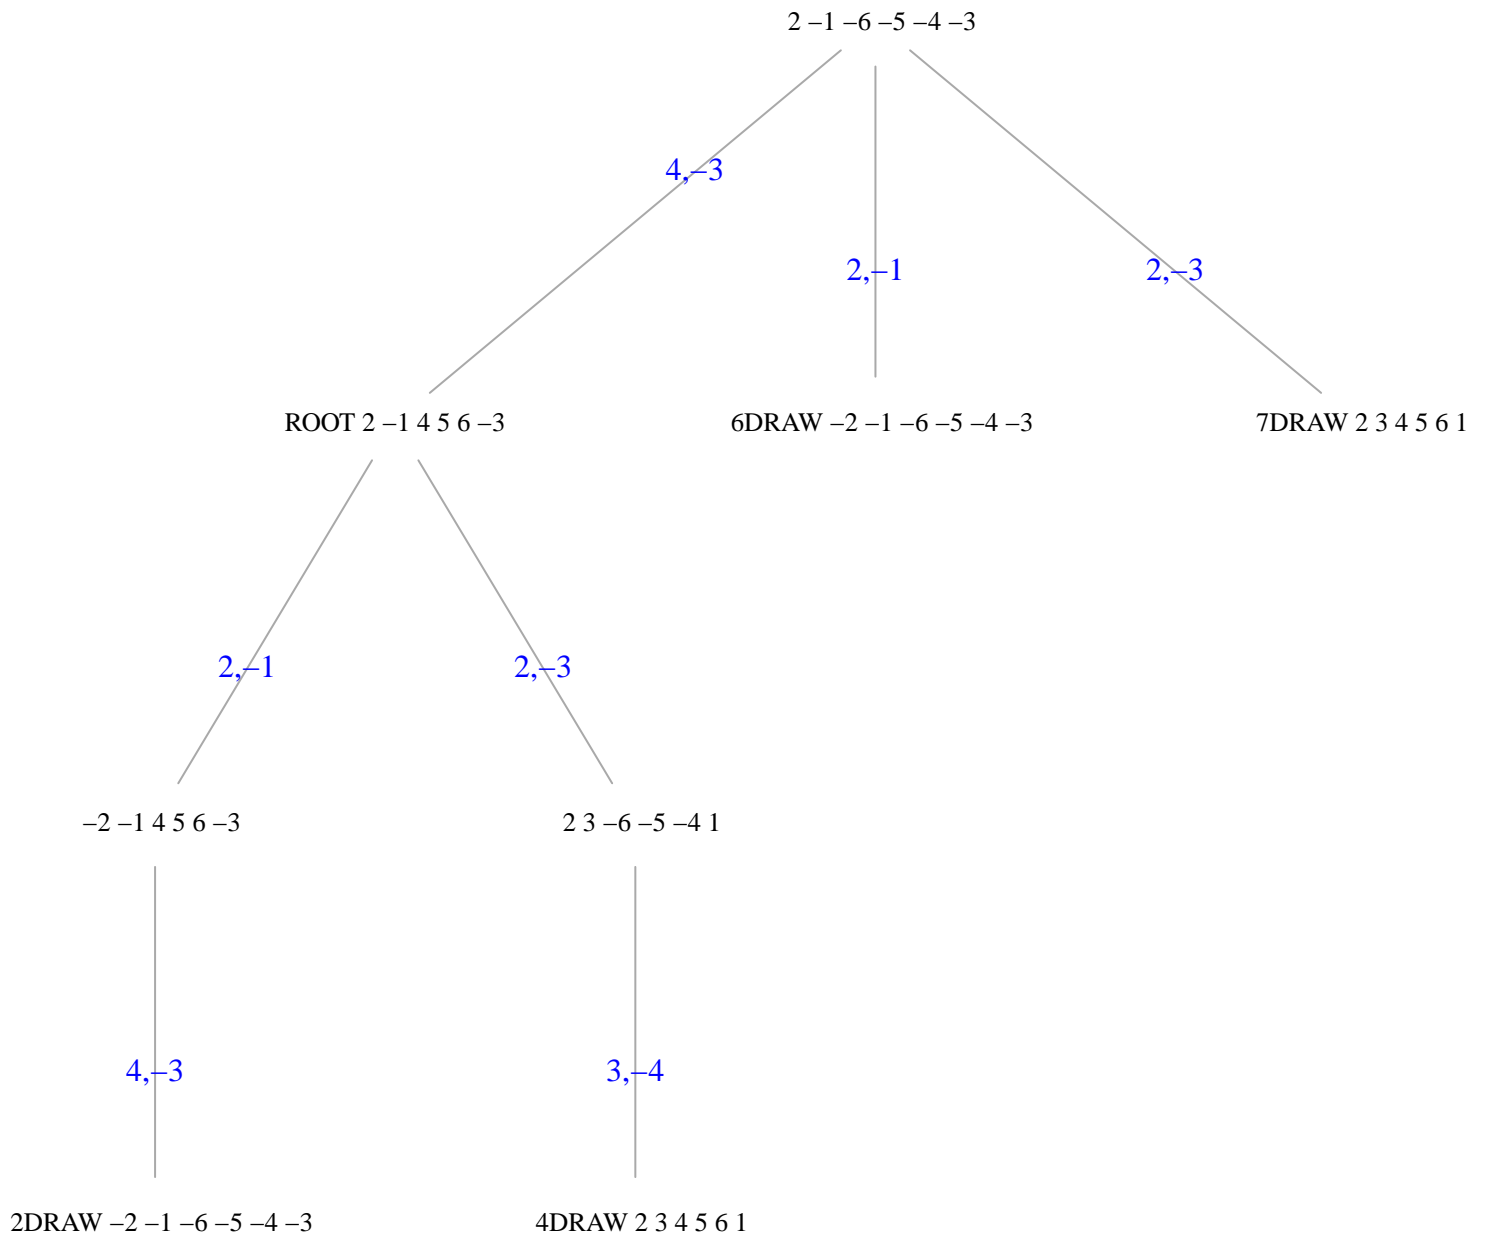 2 –1 –6 –5 –4 –3
4,–3
2,–1
2,–3
ROOT 2 –1 4 5 6 –3
6DRAW –2 –1 –6 –5 –4 –3
7DRAW 2 3 4 5 6 1
2,–1
2,–3
–2 –1 4 5 6 –3
2 3 –6 –5 –4 1
4,–3
3,–4
2DRAW –2 –1 –6 –5 –4 –3
4DRAW 2 3 4 5 6 1